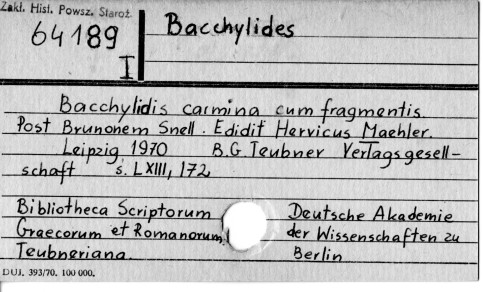 Zakł. Hist. Powsz. Staroż.
64189
I
Bacchylides
Bacchylidis carmina cum fragmentis.
Post Brunonem Snell. Edidit Hervicus Maehler.
Leipzig 1970 B.G. Teubner Verlagsgesell-
schaft s. LXIII, 172
Bibliotheca Scriptorum
Graecorum et Romanorum
Teubneriana.
Deutsche Akademie
der Wissenschaften zu
Berlin
DUJ. 393/70. 100 000.